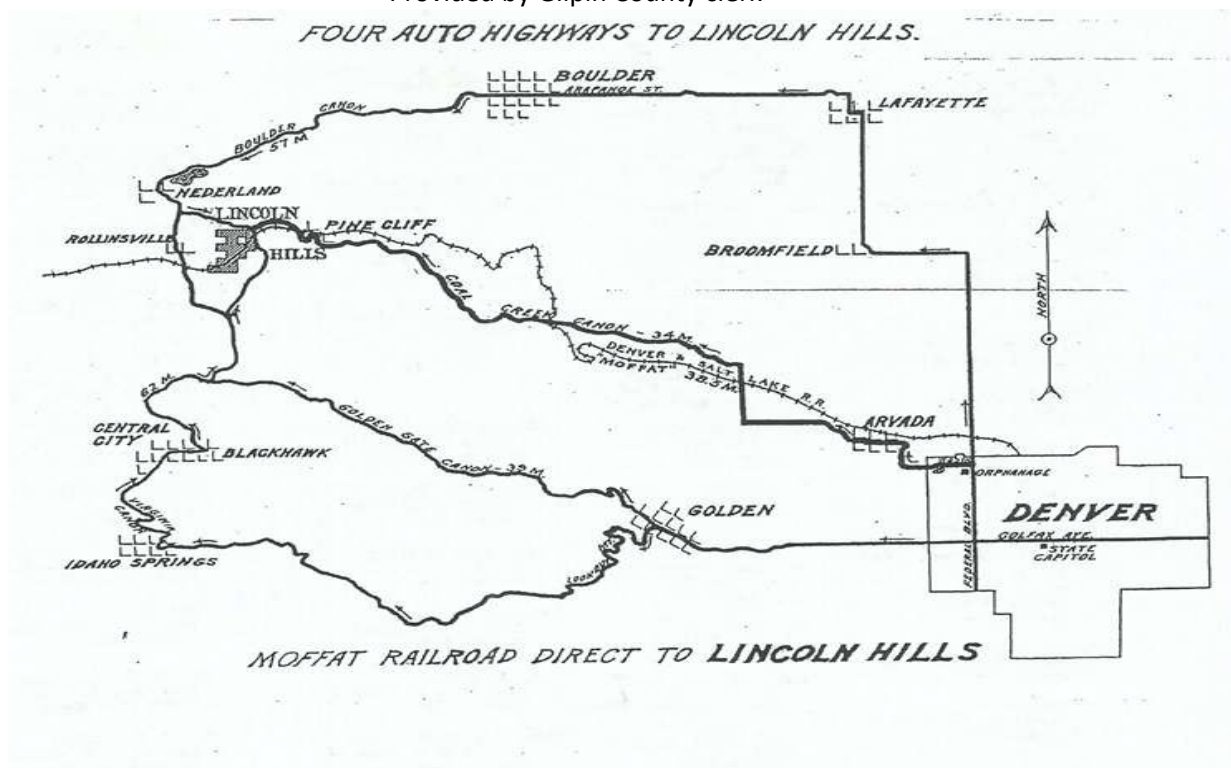 Provided by Gilpin County Clerk
FOUR AUTO HIGHWAYS TO LINCOLN HILLS.
BOULDER
ARAPAHOE ST.
LAFAYETTE
BOULDER CANON
57 M
NEDERLAND
LINCOLN
HILLS
PINE CLIFF
ROLLINSVILLE
BROOMFIELD
NORTH
COAL
CREEK
CANON - 34 M.
DENVER & SALT LAKE R.R.
"MOFFAT" 38.5 M.
62 M.
GOLDEN GATE
CANON - 39 M.
ARVADA
CENTRAL
CITY
BLACKHAWK
ORPHANAGE
VIRGINIA
CANON
GOLDEN
DENVER
COLFAX AVE.
STATE
CAPITOL
FEDERAL BLVD.
IDAHO SPRINGS
LOOKOUT
MOFFAT RAILROAD DIRECT TO LINCOLN HILLS